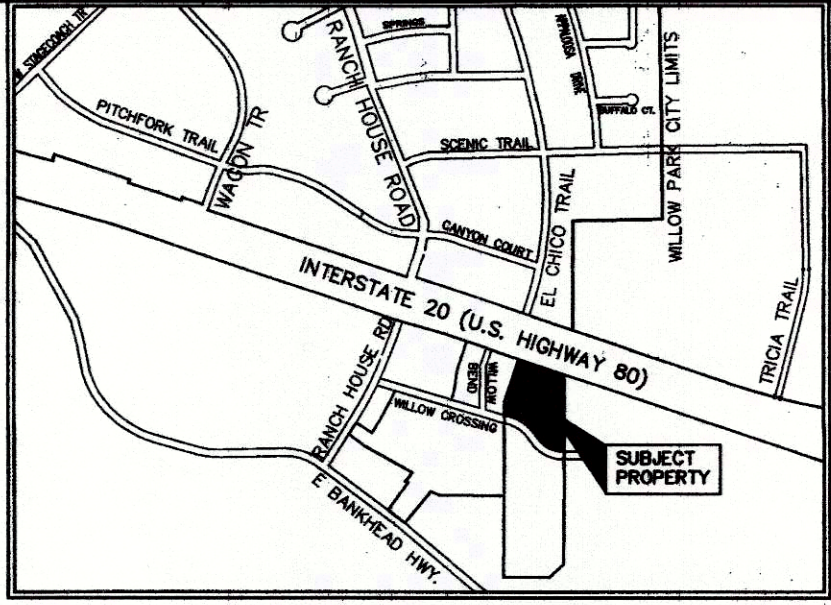 W STAGECOACH TR
PITCHFORK TRAIL
WAGON TR
RANCH HOUSE ROAD
SPRINGS
DRIVE
BUFFALO CT.
SCENIC TRAIL
WILLOW PARK CITY LIMITS
CANYON COURT
EL CHICO TRAIL
TRICIA TRAIL
INTERSTATE 20 (U.S. HIGHWAY 80)
RANCH HOUSE RD
WILLOW
BEND
WILLOW CROSSING
E BANKHEAD HWY.
SUBJECT
PROPERTY